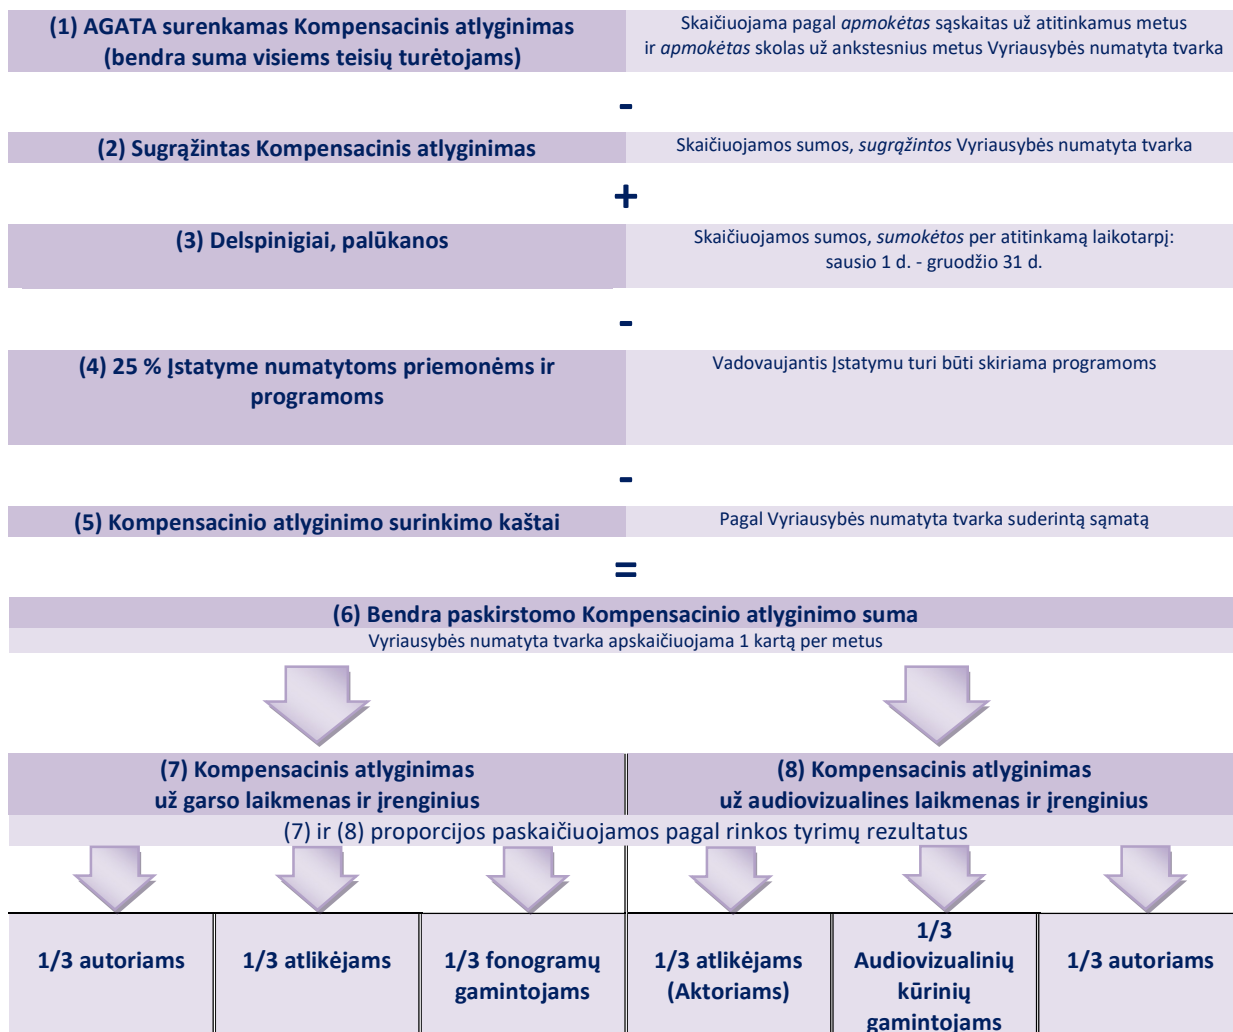 (1) AGATA surenkamas Kompensacinis atlyginimas
(bendra suma visiems teisių turėtojams)
Skaičiuojama pagal apmokėtas sąskaitas už atitinkamus metus
ir apmokėtas skolas už ankstesnius metus Vyriausybės numatyta tvarka
-
(2) Sugrąžintas Kompensacinis atlyginimas
Skaičiuojamos sumos, sugrąžintos Vyriausybės numatyta tvarka
+
(3) Delspinigiai, palūkanos
Skaičiuojamos sumos, sumokėtos per atitinkamą laikotarpį:
sausio 1 d. - gruodžio 31 d.
-
(4) 25 % Įstatyme numatytoms priemonėms ir
programoms
Vadovaujantis Įstatymu turi būti skiriama programoms
-
(5) Kompensacinio atlyginimo surinkimo kaštai
Pagal Vyriausybės numatyta tvarka suderintą sąmatą
=
(6) Bendra paskirstomo Kompensacinio atlyginimo suma
Vyriausybės numatyta tvarka apskaičiuojama 1 kartą per metus
(7) Kompensacinis atlyginimas
už garso laikmenas ir įrenginius
(8) Kompensacinis atlyginimas
už audiovizualines laikmenas ir įrenginius
(7) ir (8) proporcijos paskaičiuojamos pagal rinkos tyrimų rezultatus
1/3 autoriams
1/3 atlikėjams
1/3 fonogramų
gamintojams
1/3 atlikėjams
(Aktoriams)
1/3
Audiovizualinių
kūrinių
gamintojams
1/3 autoriams